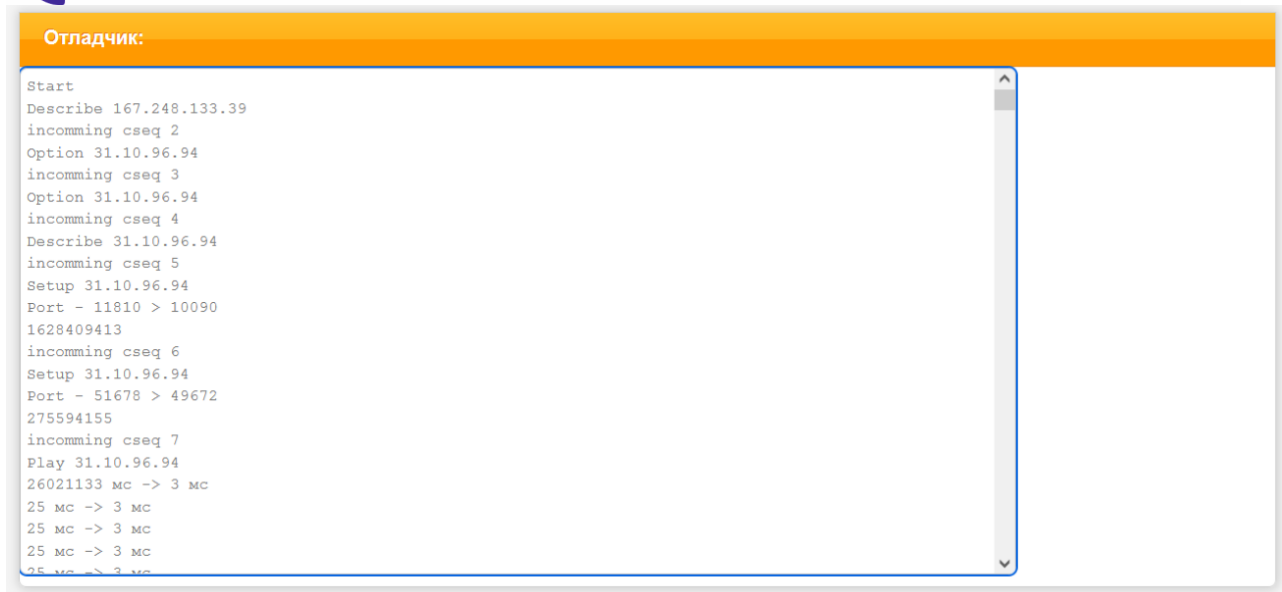 Отладчик:
Start
Describe 167.248.133.39
incomming cseq 2
Option 31.10.96.94
incomming cseq 3
Option 31.10.96.94
incomming cseq 4
Describe 31.10.96.94
incomming cseq 5
Setup 31.10.96.94
Port - 11810 > 10090
1628409413
incomming cseq 6
Setup 31.10.96.94
Port - 51678 > 49672
275594155
incomming cseq 7
Play 31.10.96.94
26021133 мс -> 3 мс
25 мс -> 3 мс
25 мс -> 3 мс
25 мс -> 3 мс
25 мс -> 3 мс